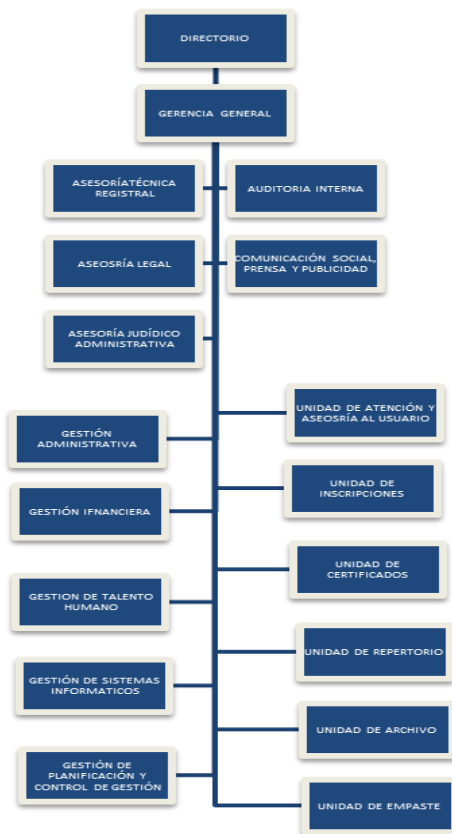 DIRECTORIO
GERENCIA GENERAL
ASESORÍATÉCNICA
REGISTRAL
AUDITORIA INTERNA
ASEOSRÍA LEGAL
COMUNICACIÓN SOCIAL,
PRENSA Y PUBLICIDAD
ASESORÍA JUDÍDICO
ADMINISTRATIVA
UNIDAD DE ATENCIÓN Y
ASEOSRÍA AL USUARIO
GESTIÓN
ADMINISTRATIVA
UNIDAD DE
INSCRIPCIONES
GESTIÓN IFNANCIERA
UNIDAD DE
CERTIFICADOS
GESTION DE TALENTO
HUMANO
UNIDAD DE REPERTORIO
GESTIÓN DE SISTEMAS
INFORMATICOS
UNIDAD DE ARCHIVO
GESTIÓN DE
PLANIFICACIÓN Y
CONTROL DE GESTIÓN
UNIDAD DE EMPASTE